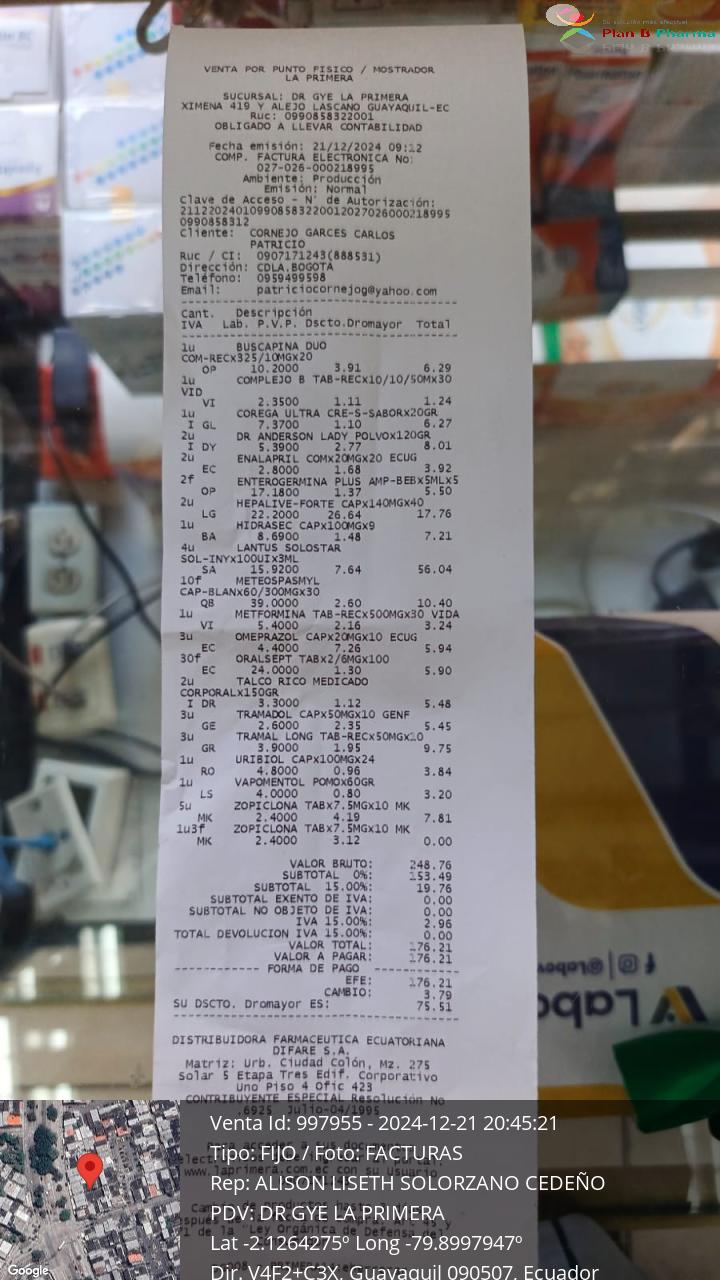 Su solución más efectiva!
Plan B Pharma
VENTA POR PUNTO FISICO / MOSTRADOR
LA PRIMERA
SUCURSAL: DR GYE LA PRIMERA
XIMENA 419 Y ALEJO LASCANO GUAYAQUIL-EC
Ruc: 0990858322001
OBLIGADO A LLEVAR CONTABILIDAD
Fecha emisión: 21/12/2024 09:12
COMP. FACTURA ELECTRONICA No:
027-026-000218995
Ambiente: Producción
Emisión: Normal
Clave de Acceso - N° de Autorización:
211220240109908583220012027026000218995
0990858312
Cliente: CORNEJO GARCES CARLOS
PATRICIO
Ruc / CI: 0907171243(888531)
Dirección: CDLA.BOGOTA
Teléfono: 0959499598
Email: patriciocornejog@yahoo.com
Cant. Descripción
IVA Lab. P.V.P. Dscto.Dromayor Total
1u BUSCAPINA DUO
COM-RECx325/10MGx20
OP 10.2000 3.91 6.29
1u COMPLEJO B TAB-RECx10/10/50Mx30
VID
VI 2.3500 1.11 1.24
1u COREGA ULTRA CRE-S-SABORx20GR
I GL 7.3700 1.10 6.27
2u DR ANDERSON LADY POLVOx120GR
I DY 5.3900 2.77 8.01
2u ENALAPRIL COMx20MGx20 ECUG
EC 2.8000 1.68 3.92
2f ENTEROGERMINA PLUS AMP-BEBx5MLx5
OP 17.1800 1.37 5.50
2u HEPALIVE-FORTE CAPx140MGx40
LG 22.2000 26.64 17.76
1u HIDRASEC CAPx100MGx9
BA 8.6900 1.48 7.21
4u LANTUS SOLOSTAR
SOL-INYx100UIx3ML
SA 15.9200 7.64 56.04
10f METEOSPASMYL
CAP-BLANx60/300MGx30
QB 39.0000 2.60 10.40
1u METFORMINA TAB-RECx500MGx30 VIDA
VI 5.4000 2.16 3.24
3u OMEPRAZOL CAPx20MGx10 ECUG
EC 4.4000 7.26 5.94
30f ORALSEPT TABx2/6MGx100
EC 24.0000 1.30 5.90
2u TALCO RICO MEDICADO
CORPORALx150GR
I DR 3.3000 1.12 5.48
3u TRAMADOL CAPx50MGx10 GENF
GE 2.6000 2.35 5.45
3u TRAMAL LONG TAB-RECx50MGx10
GR 3.9000 1.95 9.75
1u URIBIOL CAPx100MGx24
RO 4.8000 0.96 3.84
1u VAPOMENTOL POMOx60GR
LS 4.0000 0.80 3.20
5u ZOPICLONA TABx7.5MGx10 MK
MK 2.4000 4.19 7.81
1u3f ZOPICLONA TABx7.5MGx10 MK
MK 2.4000 3.12 0.00
VALOR BRUTO: 248.76
SUBTOTAL 0%: 153.49
SUBTOTAL 15.00%: 19.76
SUBTOTAL EXENTO DE IVA: 0.00
SUBTOTAL NO OBJETO DE IVA: 0.00
IVA 15.00%: 2.96
TOTAL DEVOLUCION IVA 15.00%: 0.00
VALOR TOTAL: 176.21
VALOR A PAGAR: 176.21
FORMA DE PAGO
EFE: 176.21
CAMBIO: 3.79
SU DSCTO. Dromayor ES: 75.51
DISTRIBUIDORA FARMACEUTICA ECUATORIANA
DIFARE S.A.
Matriz: Urb. Ciudad Colón, Mz. 275
Solar 5 Etapa Tres Edif. Corporativo
Uno Piso 4 Ofic 423
CONTRIBUYENTE ESPECIAL Resolución No
.6925 Julio-04/1995
www.laprimera.com.ec con su Usuario
Venta Id: 997955 - 2024-12-21 20:45:21
Tipo: FIJO / Foto: FACTURAS
Rep: ALISON LISETH SOLORZANO CEDEÑO
PDV: DR GYE LA PRIMERA
Lat -2.1264275º Long -79.8997947º
Dir. V4F2+C3X, Guayaquil 090507, Ecuador
Google